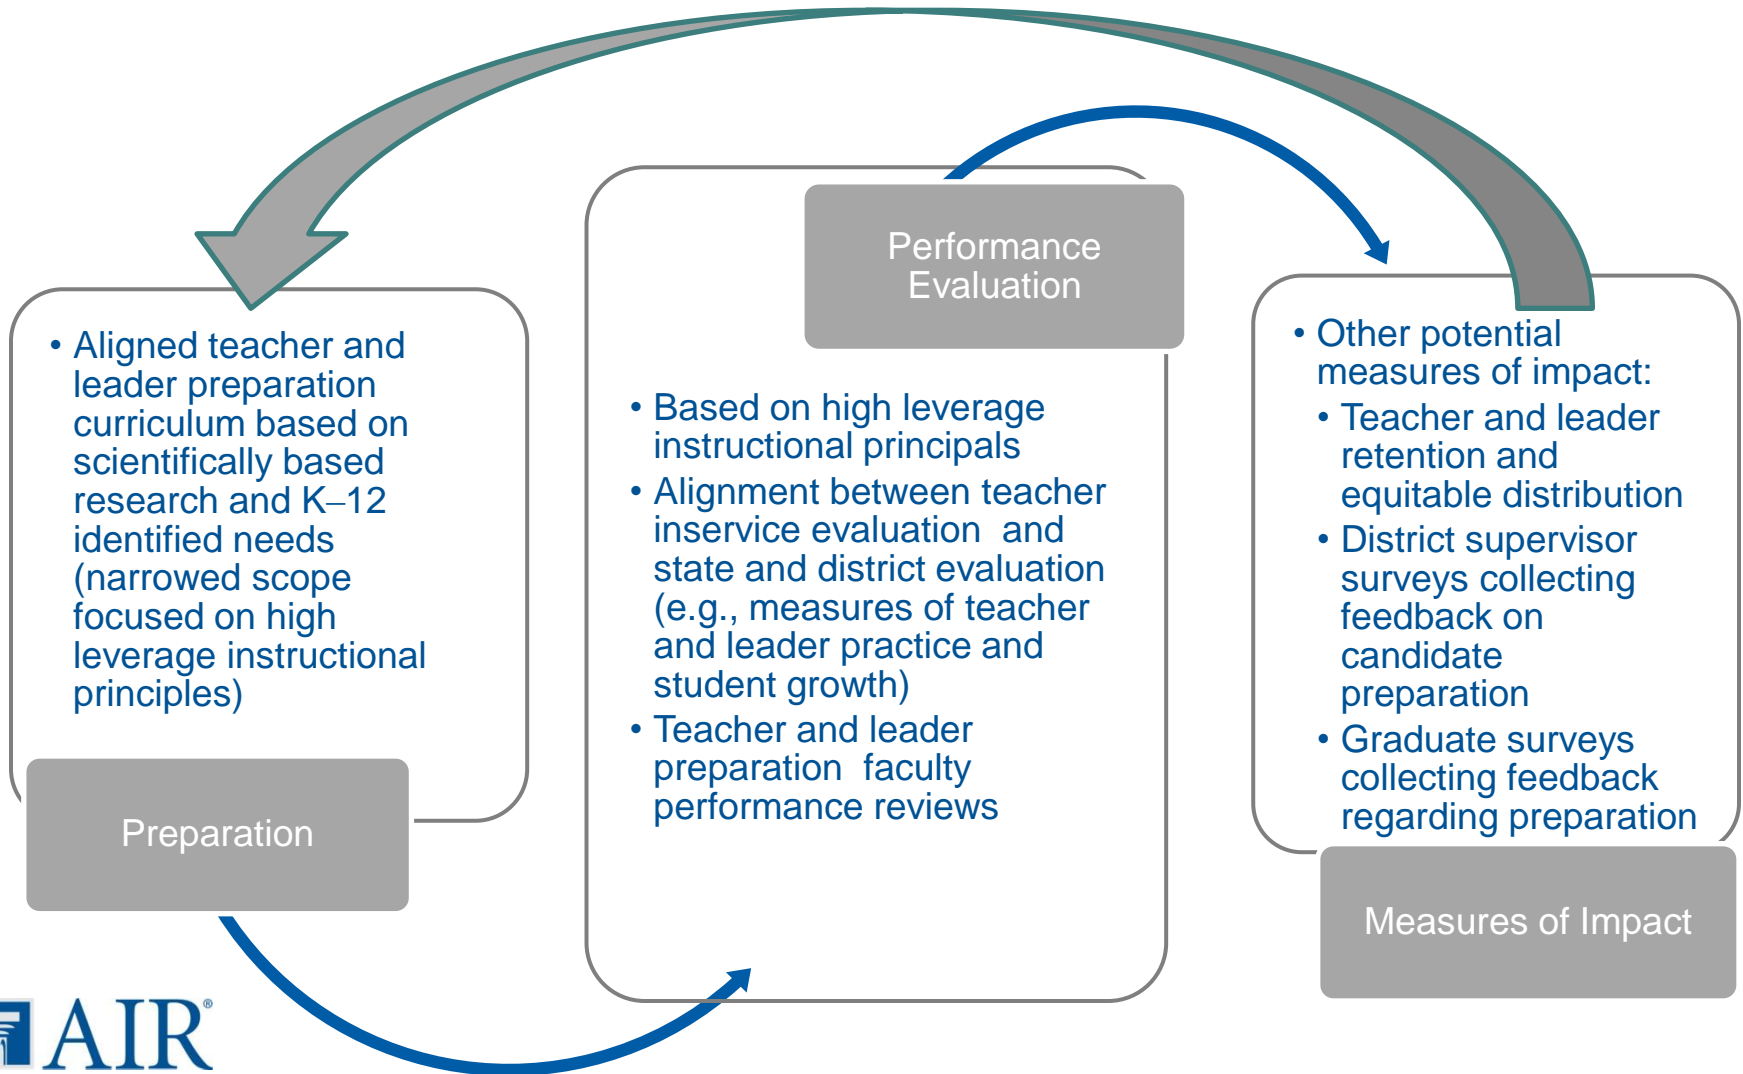 • Aligned teacher and
leader preparation
curriculum based on
scientifically based
research and K–12
identified needs
(narrowed scope
focused on high
leverage instructional
principles)
Preparation
Performance
Evaluation
• Based on high leverage
instructional principals
• Alignment between teacher
inservice evaluation  and
state and district evaluation
(e.g., measures of teacher
and leader practice and
student growth)
• Teacher and leader
preparation  faculty
performance reviews
• Other potential
measures of impact:
• Teacher and leader
retention and
equitable distribution
• District supervisor
surveys collecting
feedback on
candidate
preparation
• Graduate surveys
collecting feedback
regarding preparation
Measures of Impact
AIR®